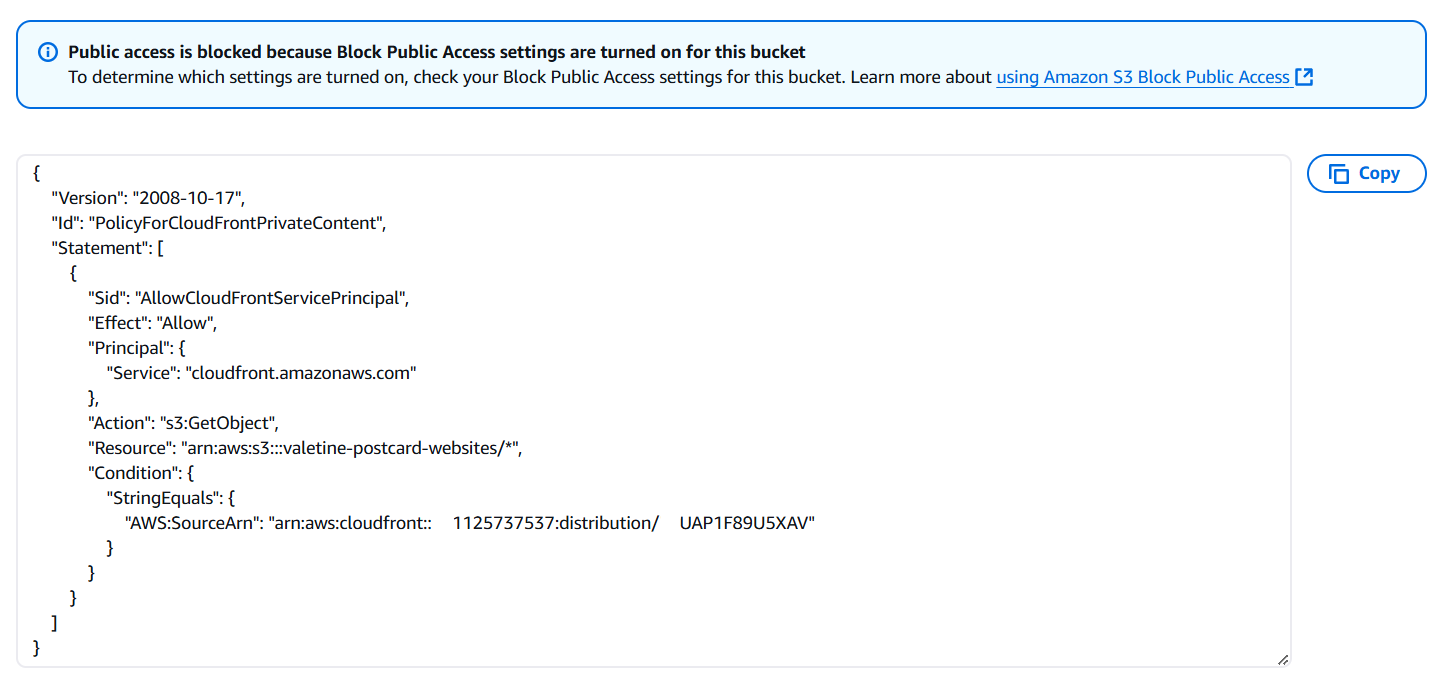 Public access is blocked because Block Public Access settings are turned on for this bucket
To determine which settings are turned on, check your Block Public Access settings for this bucket. Learn more about using Amazon S3 Block Public Access
{
"Version": "2008-10-17",
"Id": "PolicyForCloudFrontPrivateContent",
"Statement": [
{
"Sid": "AllowCloudFrontServicePrincipal",
"Effect": "Allow",
"Principal": {
"Service": "cloudfront.amazonaws.com"
},
"Action": "s3:GetObject",
"Resource": "arn:aws:s3:::valetine-postcard-websites/*",
"Condition": {
"StringEquals": {
"AWS:SourceArn": "arn:aws:cloudfront:: 1125737537:distribution/ UAP1F89U5XAV"
}
}
}
]
}
Copy